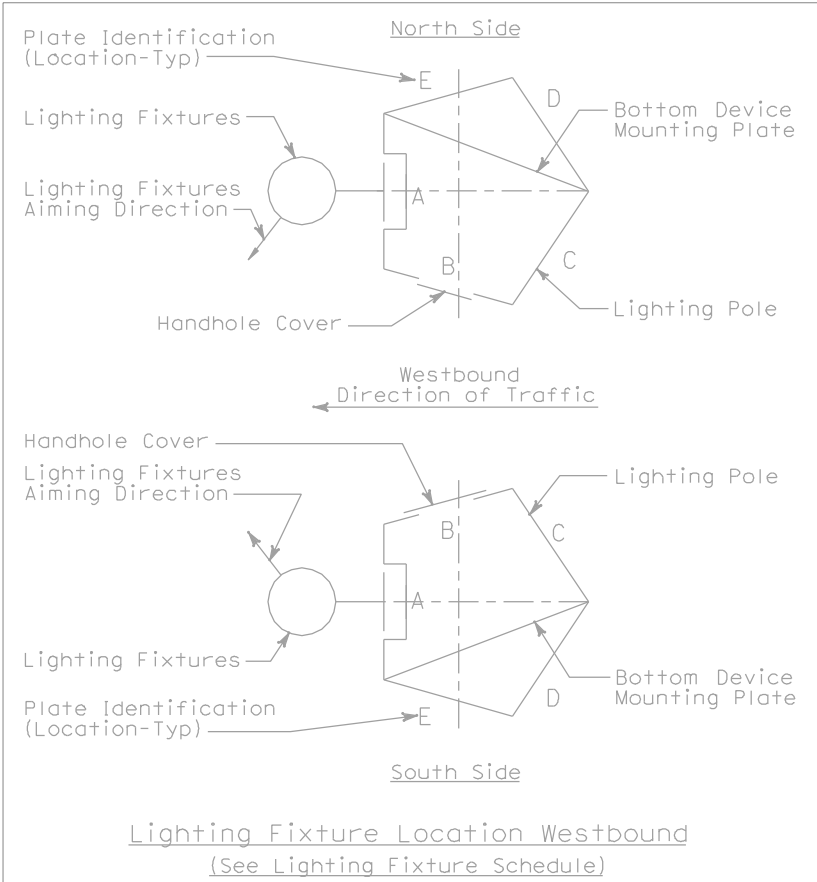 North Side
Plate Identification
(Location-Typ)
E
D
Lighting Fixtures
Bottom Device
Mounting Plate
Lighting Fixtures
Aiming Direction
A
B
C
Handhole Cover
Lighting Pole
Westbound
Direction of Traffic
Handhole Cover
Lighting Fixtures
Aiming Direction
Lighting Pole
B
C
A
Lighting Fixtures
Bottom Device
Mounting Plate
D
Plate Identification
(Location-Typ)
E
South Side
Lighting Fixture Location Westbound
(See Lighting Fixture Schedule)